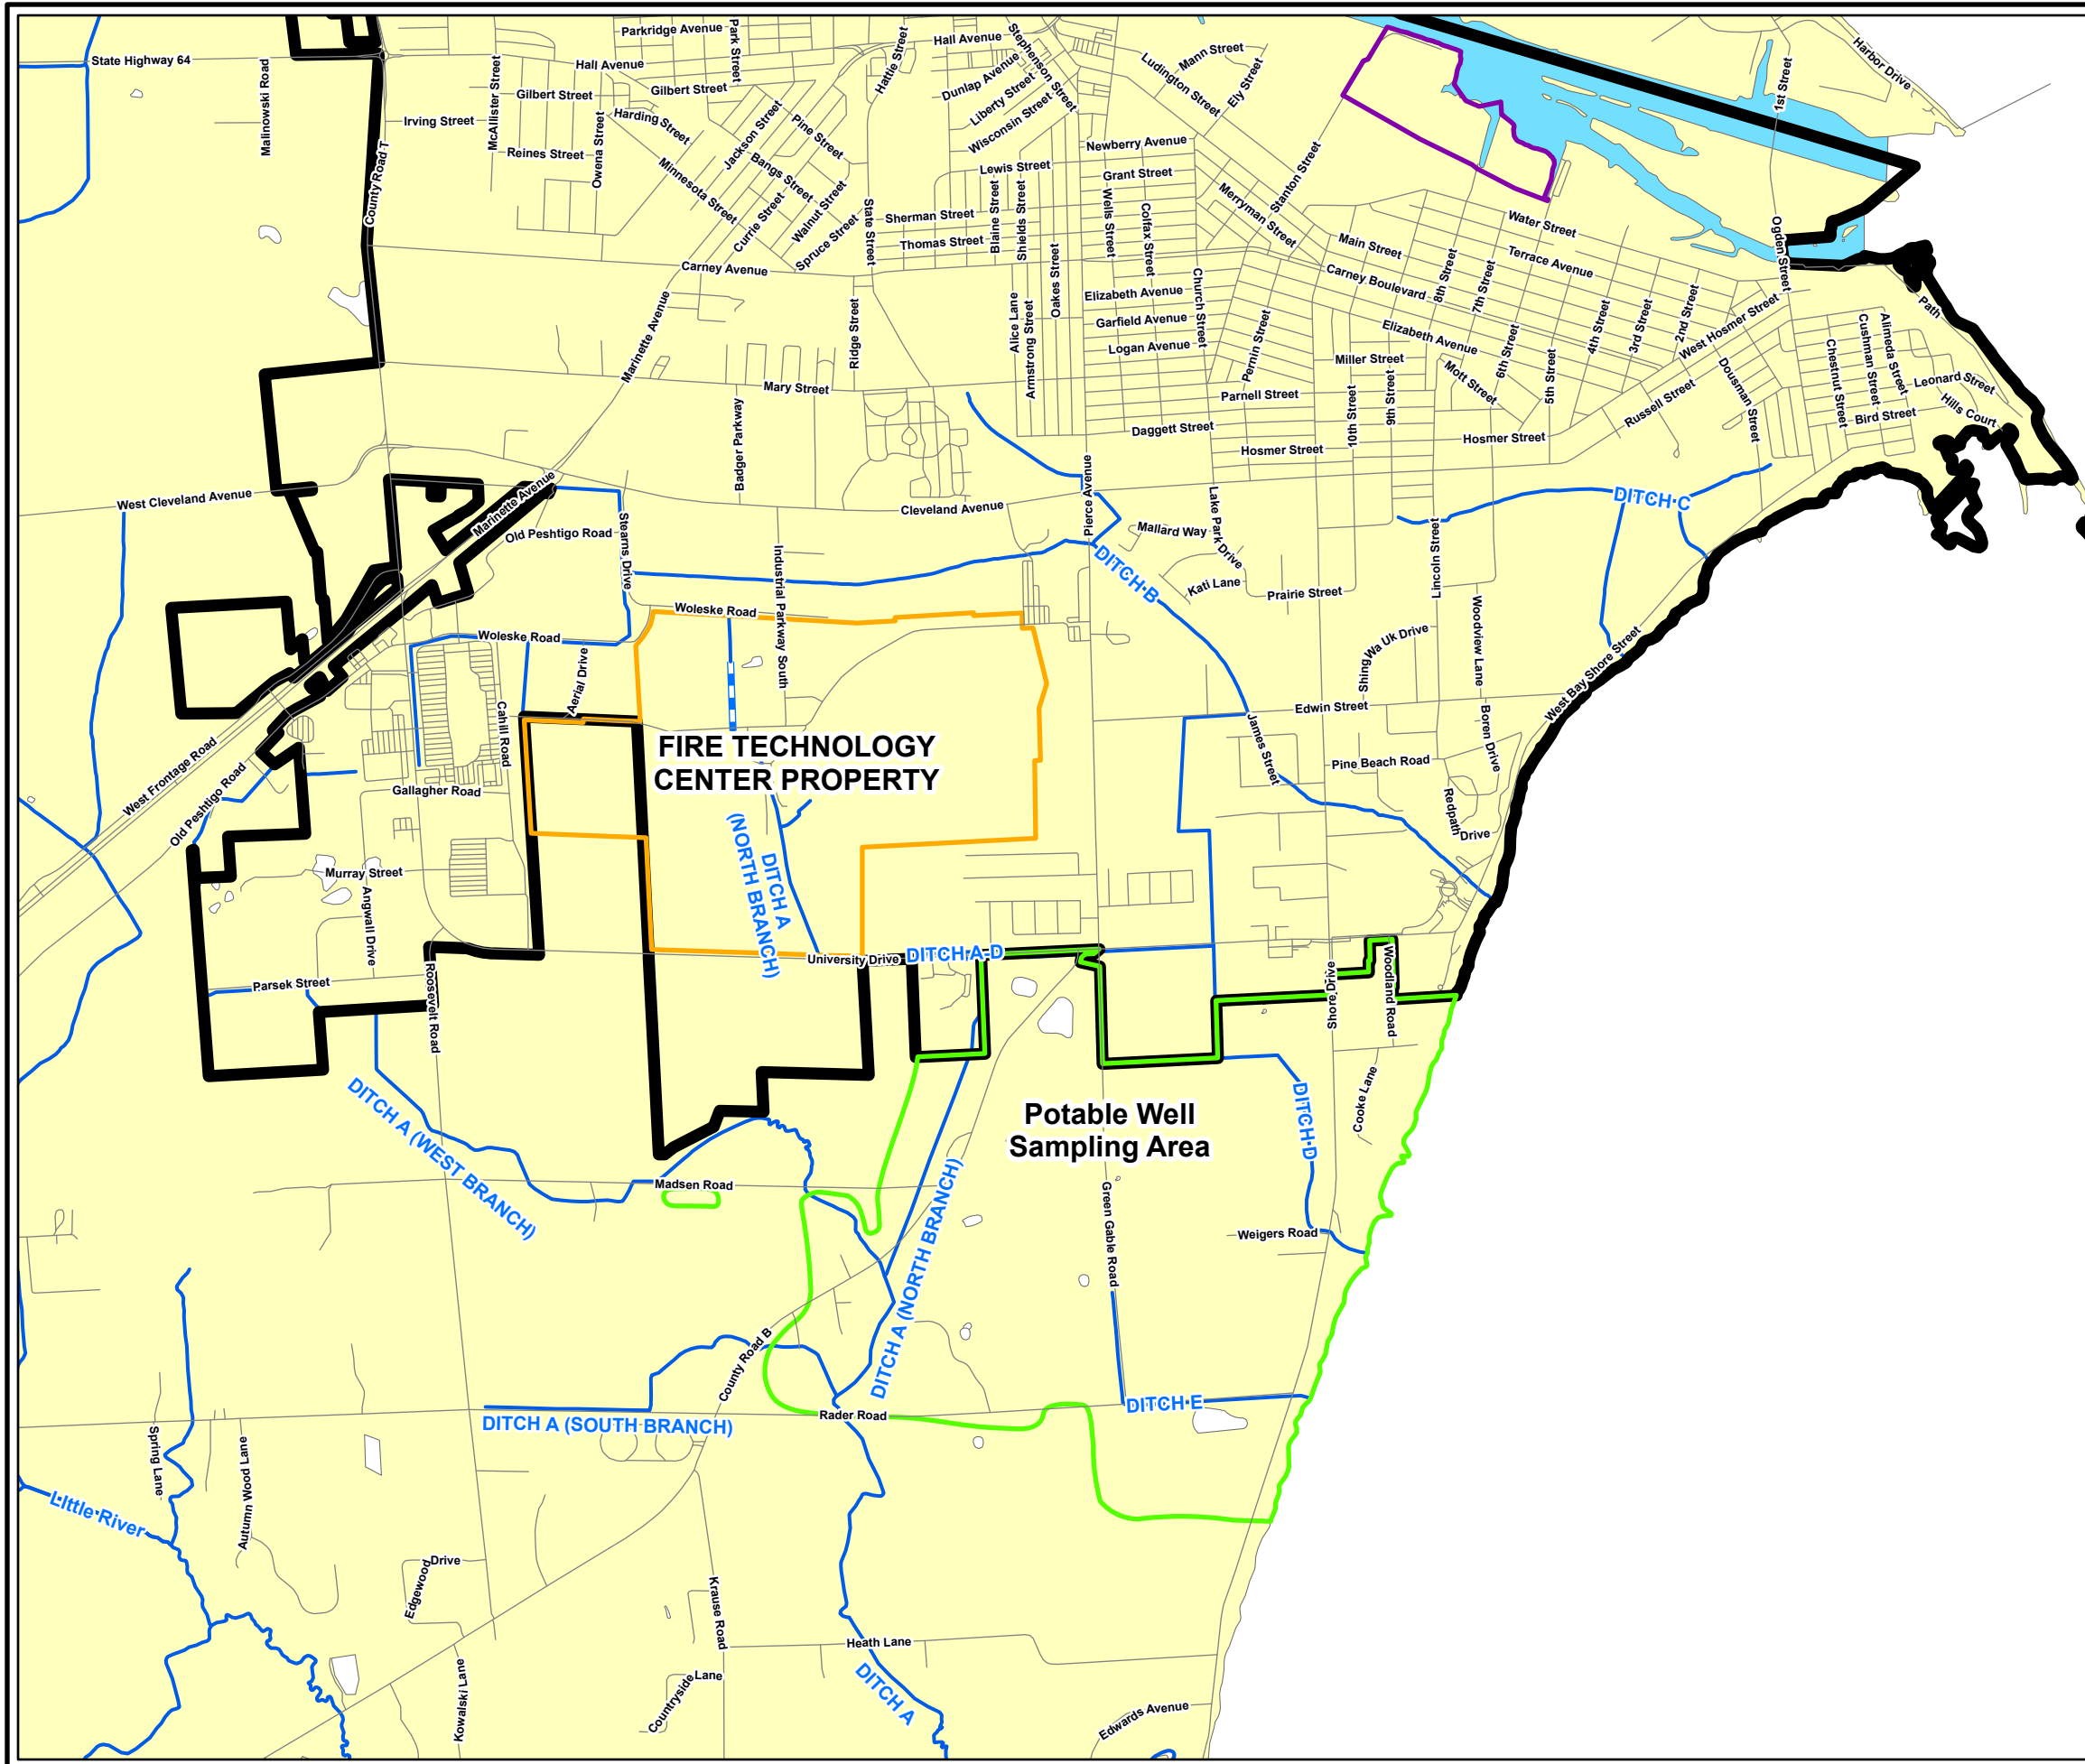 Parkridge Avenue
Park Street
State Highway 64
Malinowski Road
Hall Avenue
Hattie Street
Hall Avenue
Stephenson Street
Dunlap Avenue
Liberty Street
Wisconsin Street
Ludington Street
Mann Street
Ely Street
1st Street
Harbor Drive
Gilbert Street
Gilbert Street
McAllister Street
Irving Street
Harding Street
Owena Street
Reines Street
Jackson Street
Pine Street
Bangs Street
Minnesota Street
Currie Street
Walnut Street
Spruce Street
County Road T
State Street
Newberry Avenue
Lewis Street
Grant Street
Stanton Street
Sherman Street
Thomas Street
Blaine Street
Shields Street
Oakes Street
Wells Street
Colfax Street
Merryman Street
Water Street
Main Street
Terrace Avenue
Ogden Street
Carney Avenue
Carney Boulevard
Church Street
8th Street
7th Street
Path
Marinette Avenue
Ridge Street
Alice Lane
Armstrong Street
Elizabeth Avenue
Garfield Avenue
Logan Avenue
Pernin Street
Elizabeth Avenue
6th Street
5th Street
4th Street
3rd Street
2nd Street
West Hosmer Street
Miller Street
Mott Street
Chestnut Street
Cushman Street
Alimeda Street
Leonard Street
Hills Court
Bird Street
Dousman Street
Mary Street
Badger Parkway
Parnell Street
Daggett Street
10th Street
9th Street
Hosmer Street
Hosmer Street
Russell Street
West Cleveland Avenue
Marinette Avenue
Old Peshtigo Road
Stearns Drive
Cleveland Avenue
Pierce Avenue
Lake Park Drive
Mallard Way
DITCH C
DITCH B
Kati Lane
Prairie Street
Lincoln Street
Industrial Parkway South
Woleske Road
Woleske Road
Aerial Drive
Cahill Road
Shing Wa Uk Drive
Woodview Lane
West Bay Shore Street
Edwin Street
James Street
Boren Drive
Pine Beach Road
Redpath Drive
West Frontage Road
Old Peshtigo Road
Gallagher Road
FIRE TECHNOLOGY
CENTER PROPERTY
DITCH A
(NORTH BRANCH)
Murray Street
Angwall Drive
University Drive
DITCH A-D
Parsek Street
Roosevelt Road
Shore Drive
Woodland Road
DITCH A (WEST BRANCH)
Potable Well
Sampling Area
DITCH D
Cooke Lane
Madsen Road
DITCH A (NORTH BRANCH)
Green Gable Road
Weigers Road
County Road B
DITCH A (SOUTH BRANCH)
Rader Road
DITCH E
Spring Lane
Autumn Wood Lane
Little River
Edgewood Drive
Krause Road
Heath Lane
Kowalski Lane
Countryside Lane
DITCH A
Edwards Avenue